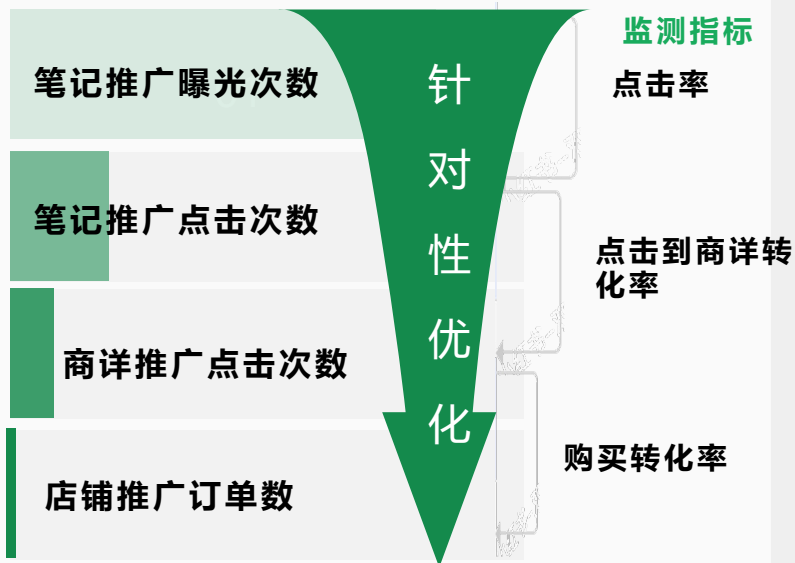 监测指标
笔记推广曝光次数
点击率
笔记推广点击次数
点击到商详转
化率
商详推广点击次数
购买转化率
店铺推广订单数
针
对
性
优
化